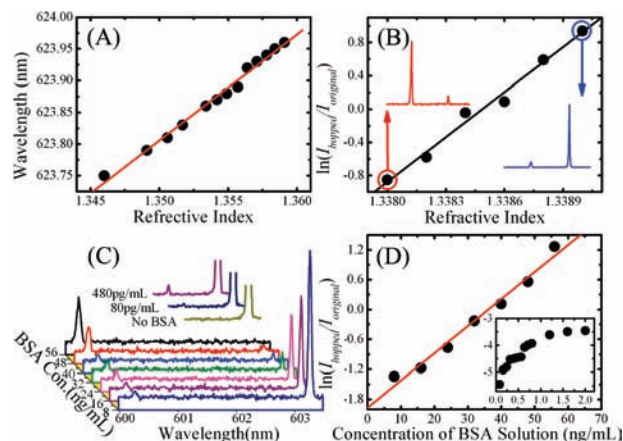 (A)
Wavelength (nm)
624.00
623.95
623.90
623.85
623.80
623.75
1.345 1.350 1.355 1.360
Refrective Index
(B)
ln(I_hopped/I_original)
0.8
0.4
0.0
-0.4
-0.8
1.3380 1.3383 1.3386 1.3389
Refractive Index
(C)
480pg/mL
80pg/mL
No BSA
BSA Con.(ng/mL)
56 48 40 32 24 16 8
600 601 602 603
Wavelength(nm)
(D)
ln(I_hopped/I_original)
1.2
0.6
0.0
-0.6
-1.2
-1.8
-3
-4
-5
0.0 0.5 1.0 1.5 2.0
0 10 20 30 40 50 60 70
Concentration of BSA Solution (ng/mL)